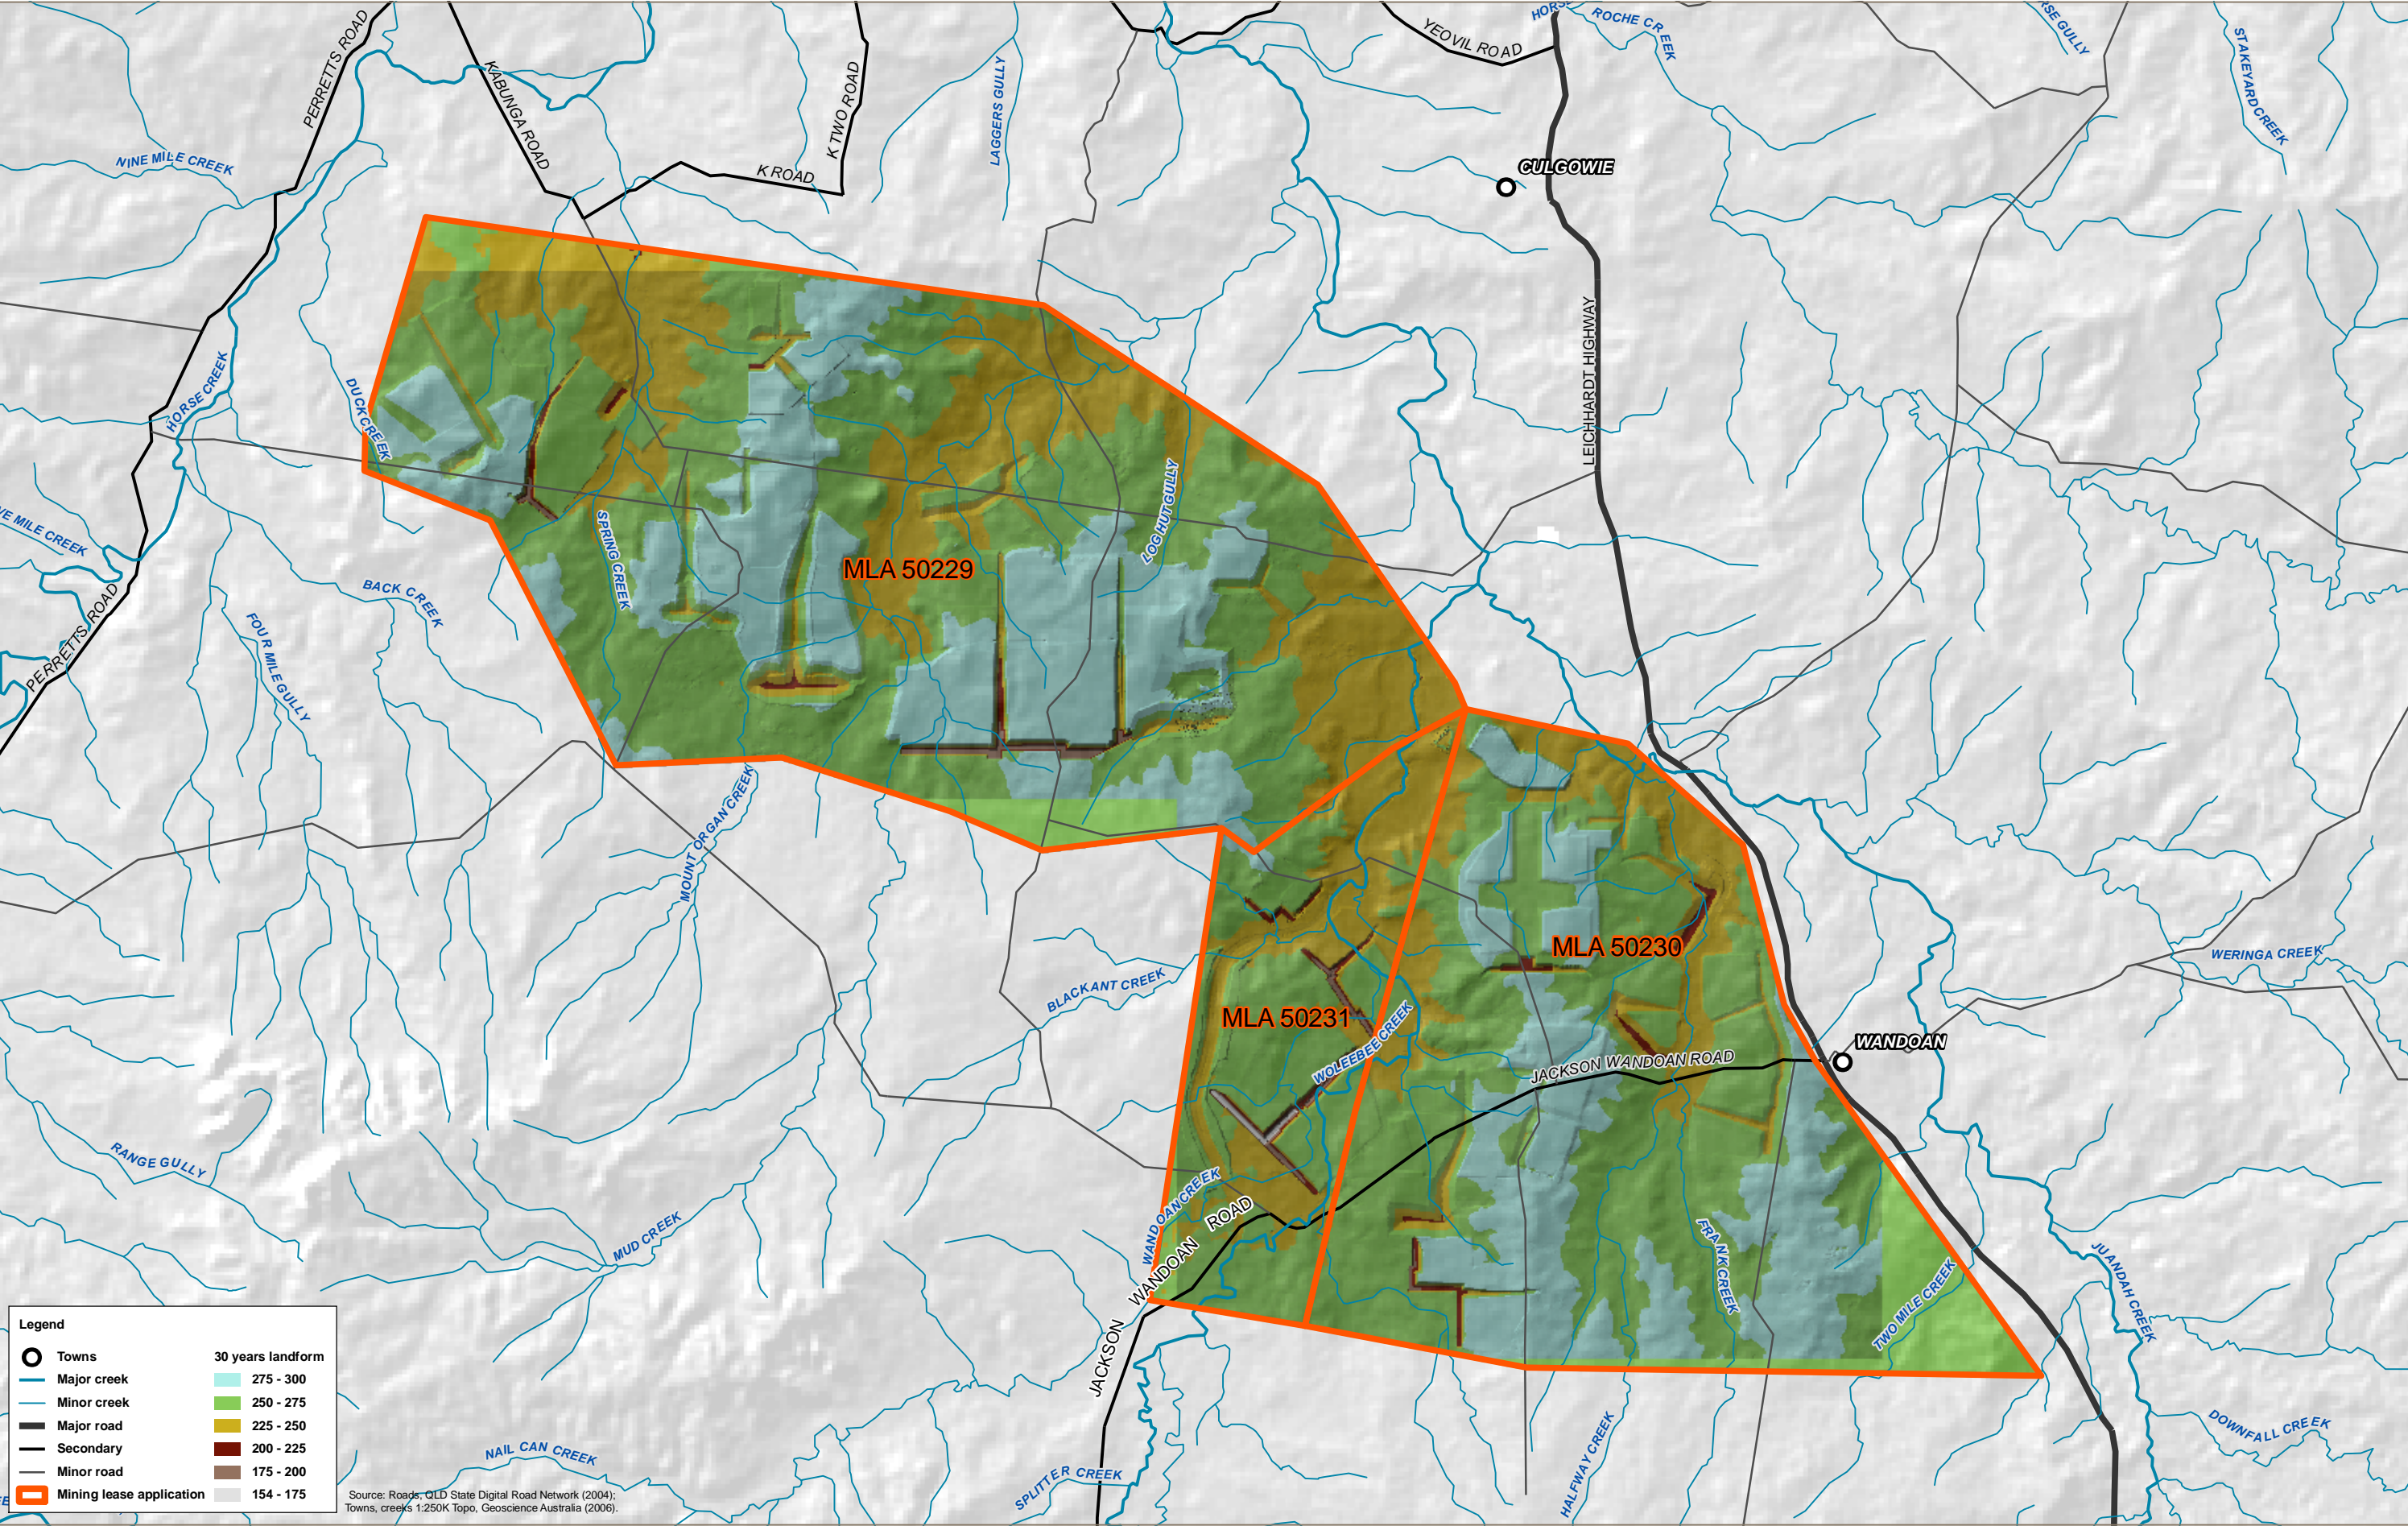 HORSE
ROCHE CREEK
YEOVIL ROAD
STAKEYARD CREEK
PERRETTS ROAD
KABUNGA ROAD
K TWO ROAD
K ROAD
LAGGERS GULLY
NINE MILE CREEK
CULGOWIE
LEICHHARDT HIGHWAY
HORSE CREEK
DUCK CREEK
LOG HUT GULLY
SPRING CREEK
MLA 50229
BACK CREEK
FOUR MILE GULLY
PERRETTS ROAD
MOUNT ORGAN CREEK
MLA 50230
WERINGA CREEK
BLACKANT CREEK
MLA 50231
WOLEEBEE CREEK
WANDOAN
JACKSON WANDOAN ROAD
RANGE GULLY
WANDOAN CREEK
MUD CREEK
JACKSON WANDOAN ROAD
FRANK CREEK
TWO MILE CREEK
JUANDAH CREEK
DOWNFALL CREEK
HALFWAY CREEK
NAIL CAN CREEK
SPLITTER CREEK
Legend
Towns
Major creek
Minor creek
Major road
Secondary
Minor road
Mining lease application
30 years landform
275 - 300
250 - 275
225 - 250
200 - 225
175 - 200
154 - 175
Source: Roads, QLD State Digital Road Network (2004);
Towns, creeks 1:250K Topo, Geoscience Australia (2006).